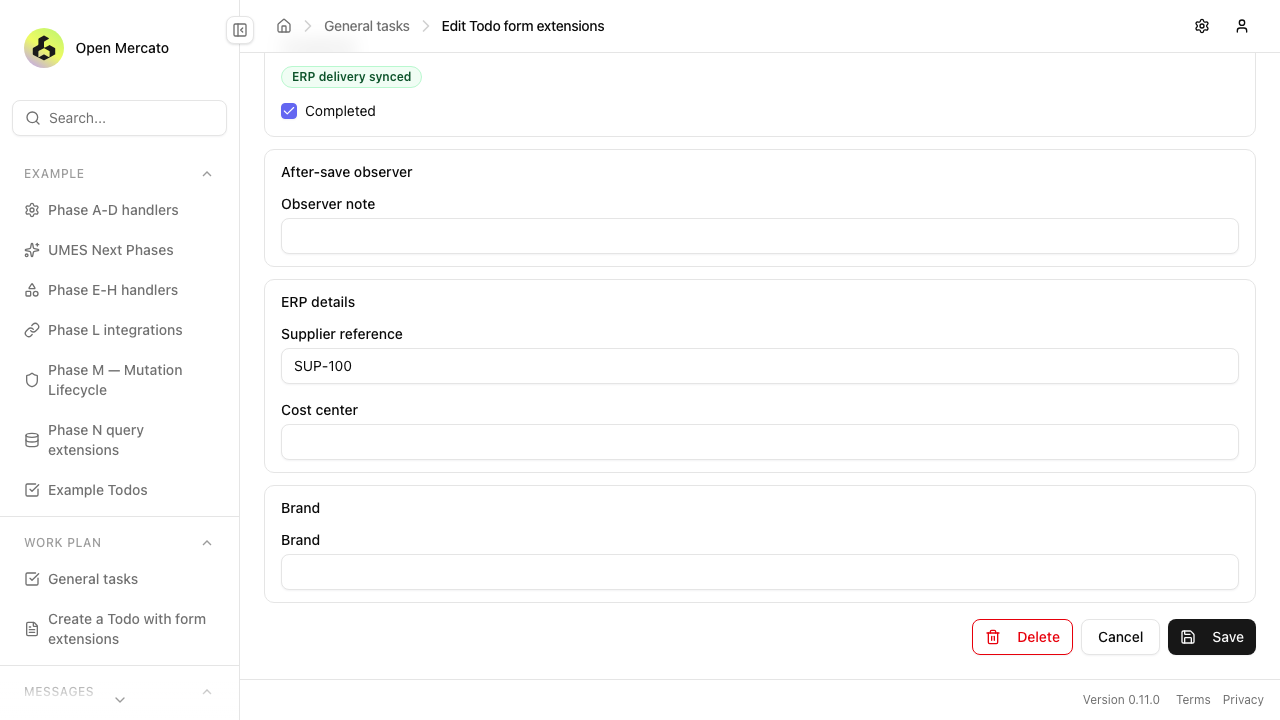 Open Mercato
General tasks
Edit Todo form extensions
Search...
EXAMPLE
Phase A-D handlers
UMES Next Phases
Phase E-H handlers
Phase L integrations
Phase M — Mutation
Lifecycle
Phase N query
extensions
Example Todos
WORK PLAN
General tasks
Create a Todo with form
extensions
MESSAGES
ERP delivery synced
Completed
After-save observer
Observer note
ERP details
Supplier reference
SUP-100
Cost center
Brand
Brand
Delete
Cancel
Save
Version 0.11.0
Terms
Privacy